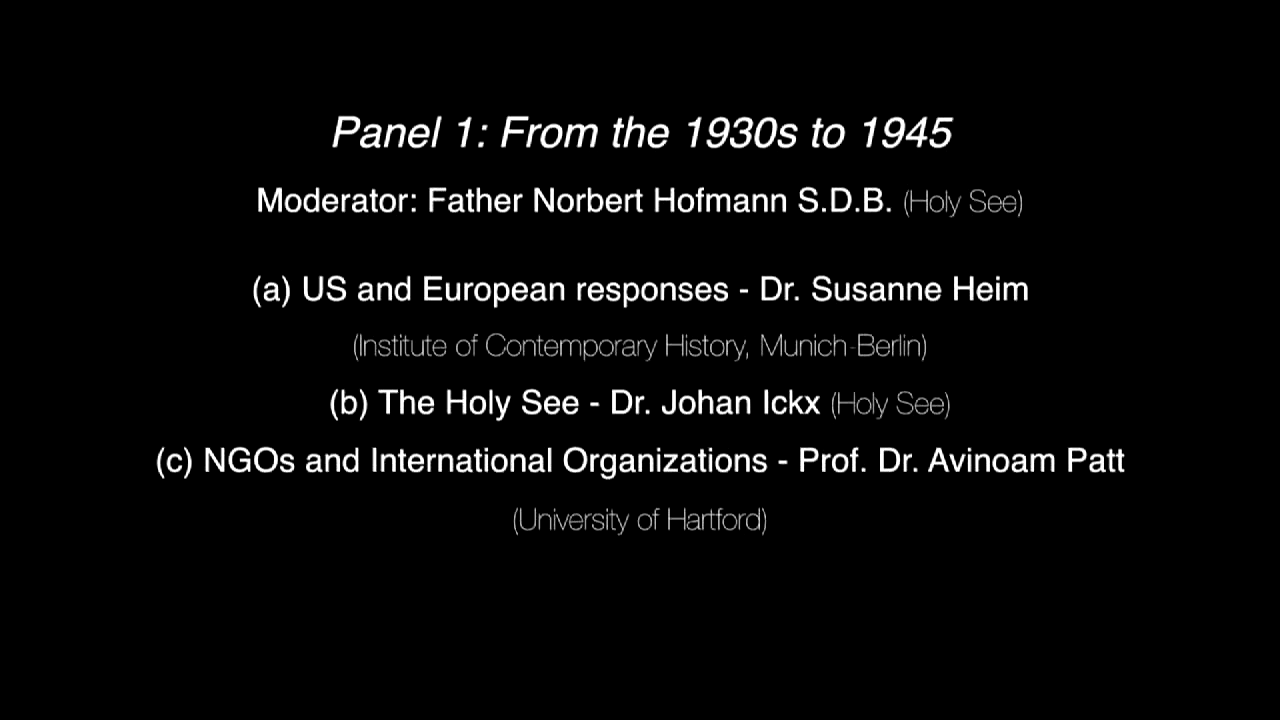 Panel 1: From the 1930s to 1945
Moderator: Father Norbert Hofmann S.D.B. (Holy See)
(a) US and European responses - Dr. Susanne Heim
(Institute of Contemporary History, Munich-Berlin)
(b) The Holy See - Dr. Johan Ickx (Holy See)
(c) NGOs and International Organizations - Prof. Dr. Avinoam Patt
(University of Hartford)